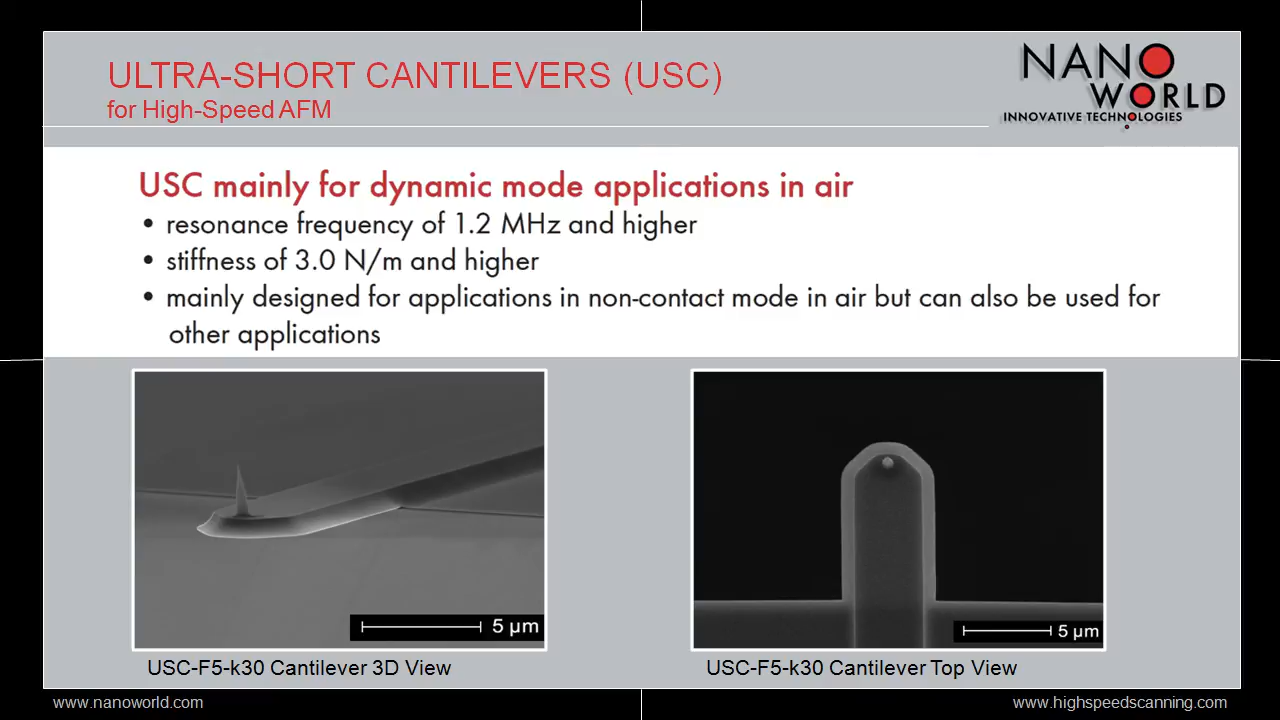 ULTRA-SHORT CANTILEVERS (USC)
for High-Speed AFM
NANO
WORLD
INNOVATIVE TECHNOLOGIES
USC mainly for dynamic mode applications in air
• resonance frequency of 1.2 MHz and higher
• stiffness of 3.0 N/m and higher
• mainly designed for applications in non-contact mode in air but can also be used for
other applications
5 µm
5 µm
USC-F5-k30 Cantilever 3D View
USC-F5-k30 Cantilever Top View
www.nanoworld.com
www.highspeedscanning.com